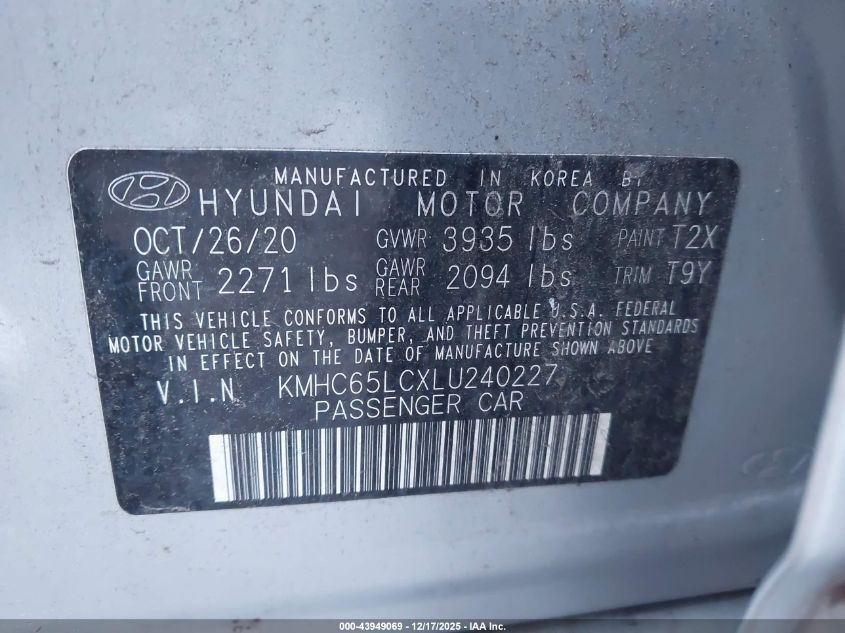 MANUFACTURED IN KOREA BY
HYUNDAI MOTOR COMPANY
OCT/26/20 GVWR 3935 lbs PAINT T2X
GAWR FRONT 2271 lbs GAWR REAR 2094 lbs TRIM T9Y
THIS VEHICLE CONFORMS TO ALL APPLICABLE U.S.A. FEDERAL
MOTOR VEHICLE SAFETY, BUMPER, AND THEFT PREVENTION STANDARDS
IN EFFECT ON THE DATE OF MANUFACTURE SHOWN ABOVE
V.I.N KMHC65LCXLU240227
PASSENGER CAR
000-43949069 - 12/17/2025 - IAA Inc.